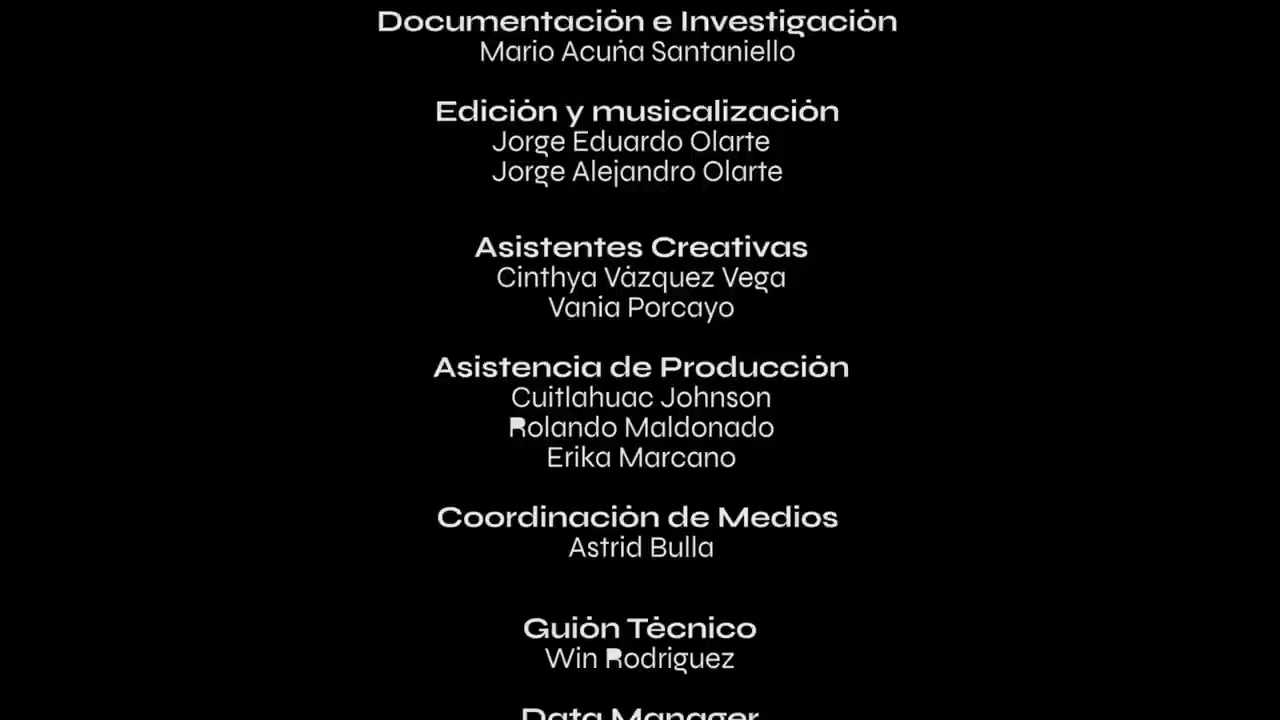 Documentación e Investigación
Mario Acuña Santaniello
Edición y musicalización
Jorge Eduardo Olarte
Jorge Alejandro Olarte
Asistentes Creativas
Cinthya Vázquez Vega
Vania Porcayo
Asistencia de Producción
Cuitlahuac Johnson
Rolando Maldonado
Erika Marcano
Coordinación de Medios
Astrid Bulla
Guión Técnico
Win Rodriguez
Data Manager